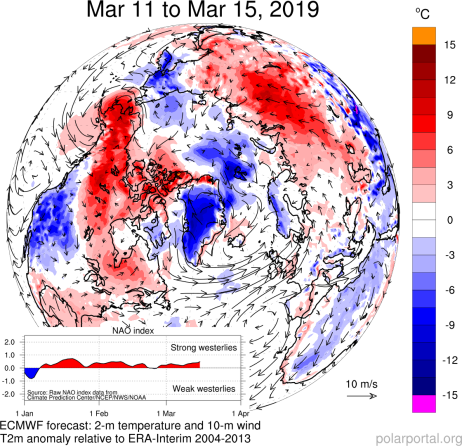 Mar 11 to Mar 15, 2019
°C
15
12
9
6
3
0
-3
-6
-9
-12
-15
10 m/s
NAO index
2.0
1.0
0.0
-1.0
-2.0
Strong westerlies
Weak westerlies
Source: Raw NAO index data from
Climate Prediction Center/NCEP/NWS/NOAA
1 Jan 1 Feb 1 Mar 1 Apr
polarportal.org
ECMWF forecast: 2-m temperature and 10-m wind
T2m anomaly relative to ERA-Interim 2004-2013